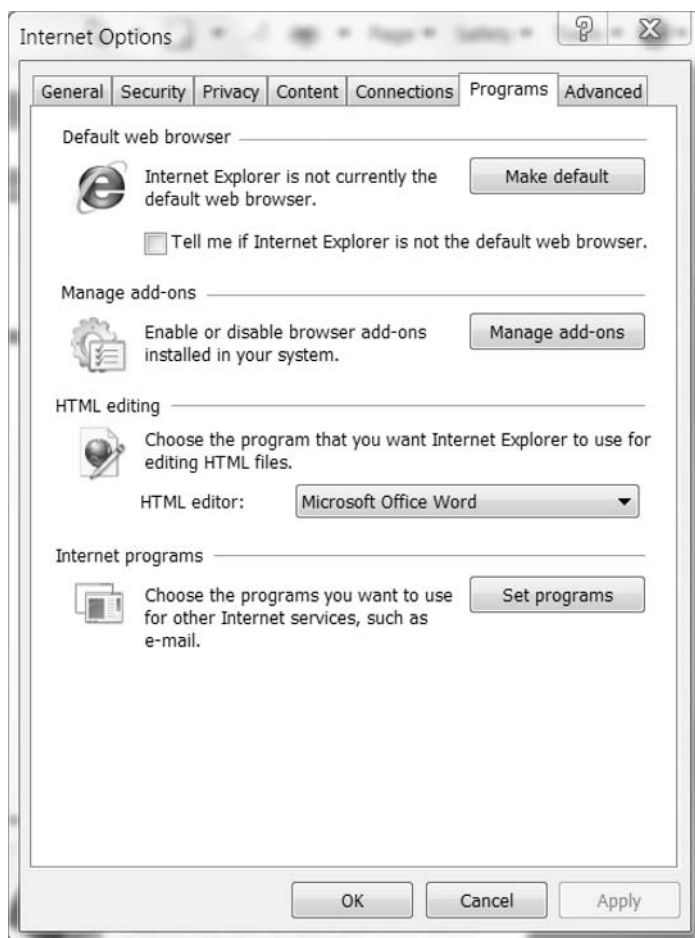 Internet Options
General Security Privacy Content Connections Programs Advanced
Default web browser
Internet Explorer is not currently the
default web browser.
Make default
Tell me if Internet Explorer is not the default web browser.
Manage add-ons
Enable or disable browser add-ons
installed in your system.
Manage add-ons
HTML editing
Choose the program that you want Internet Explorer to use for
editing HTML files.
HTML editor: Microsoft Office Word
Internet programs
Choose the programs you want to use
for other Internet services, such as
e-mail.
Set programs
OK Cancel Apply